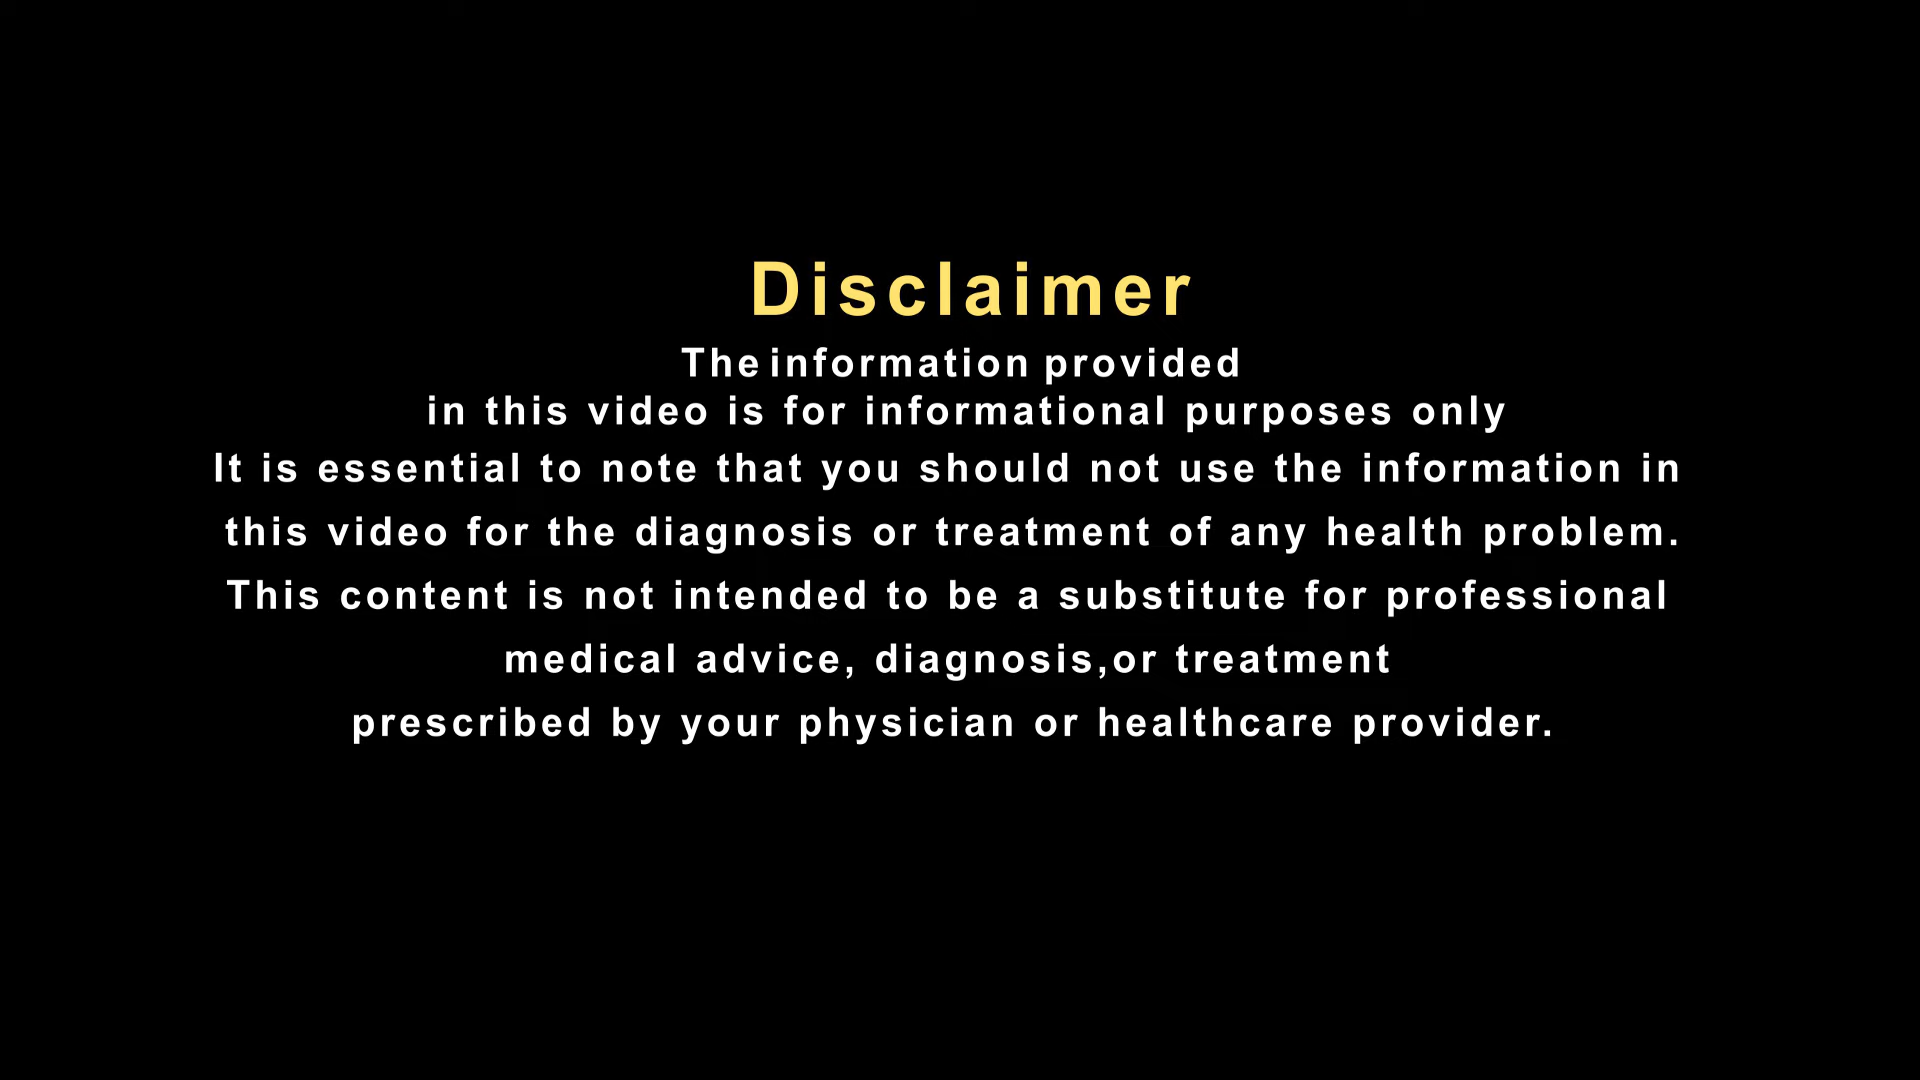 Disclaimer
The information provided
in this video is for informational purposes only
It is essential to note that you should not use the information in
this video for the diagnosis or treatment of any health problem.
This content is not intended to be a substitute for professional
medical advice, diagnosis,or treatment
prescribed by your physician or healthcare provider.